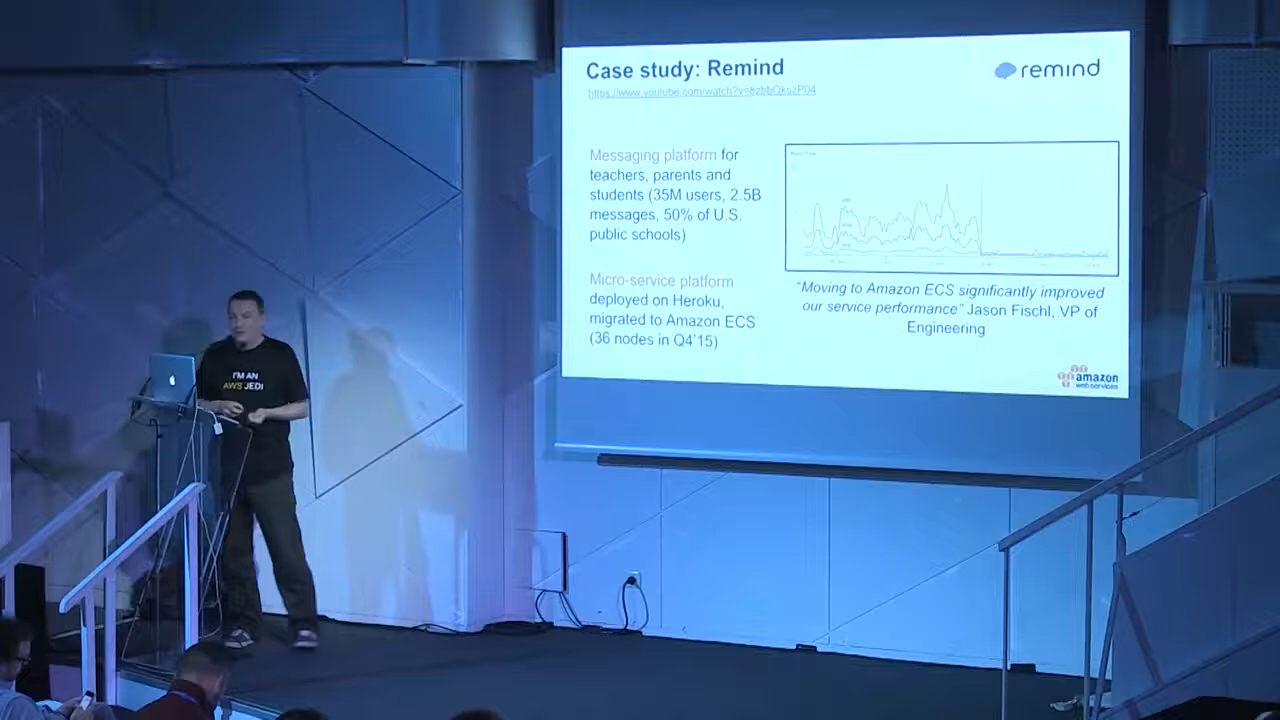 Case study: Remind
remind
Messaging platform for
teachers, parents and
students (35M users, 2.5B
messages, 50% of U.S.
public schools)
Micro-service platform
deployed on Heroku,
migrated to Amazon ECS
(36 nodes in Q4'15)
"Moving to Amazon ECS significantly improved
our service performance" Jason Fischl, VP of
Engineering
amazon
web services
I'M AN
AWS JEDI